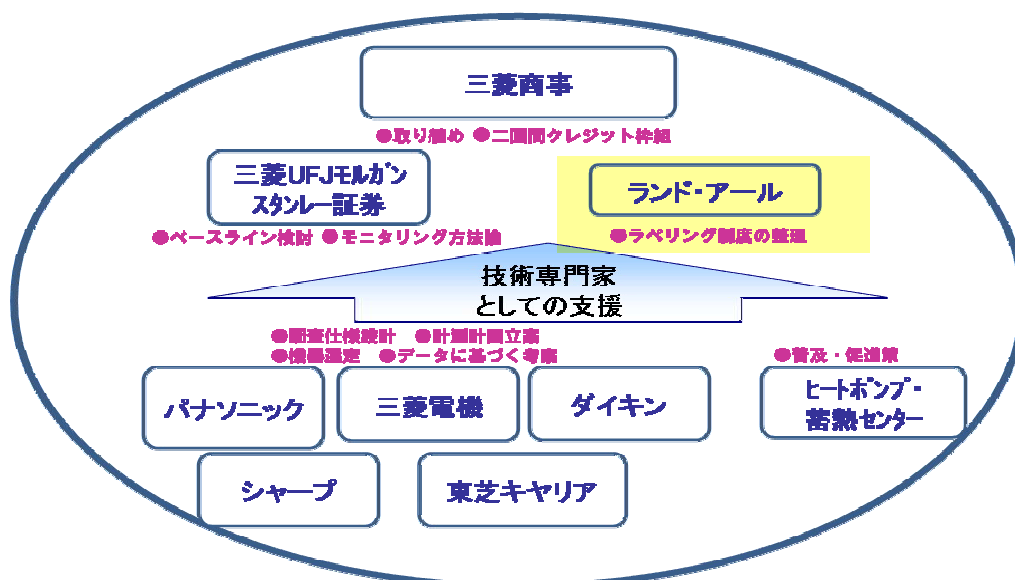 三菱商事
●取り纏め ●二国間クレジット枠組
三菱UFJモルガン
スタンレー証券
ランド・アール
●ベースライン検討 ●モニタリング方法論
●ラベリング制度の整理
技術専門家
としての支援
●調査仕様設計 ●計測計画立案
●機器選定 ●データに基づく考察
●普及・促進策
パナソニック
三菱電機
ダイキン
ヒートポンプ・
蓄熱センター
シャープ
東芝キヤリア